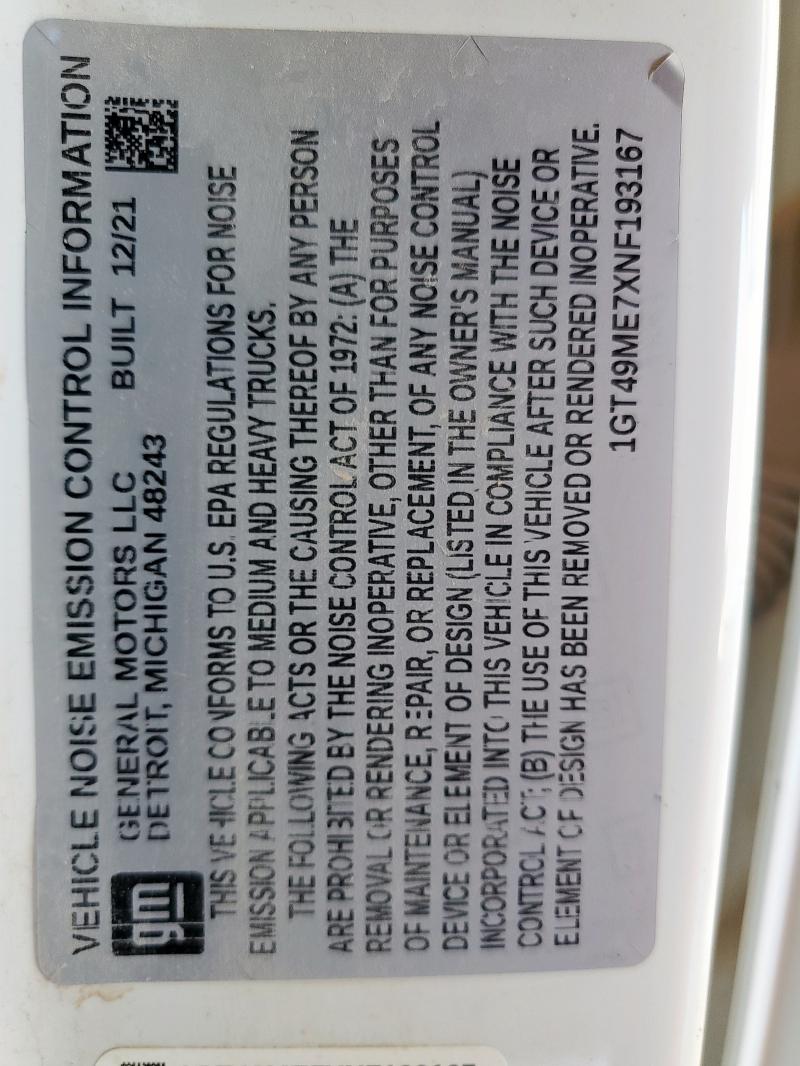 VEHICLE NOISE EMISSION CONTROL INFORMATION
gm
GENERAL MOTORS LLC BUILT 12/21
DETROIT, MICHIGAN 48243
THIS VEHICLE CONFORMS TO U.S. EPA REGULATIONS FOR NOISE
EMISSION APPLICABLE TO MEDIUM AND HEAVY TRUCKS.
THE FOLLOWING ACTS OR THE CAUSING THEREOF BY ANY PERSON
ARE PROHIBITED BY THE NOISE CONTROL ACT OF 1972: (A) THE
REMOVAL OR RENDERING INOPERATIVE, OTHER THAN FOR PURPOSES
OF MAINTENANCE, REPAIR, OR REPLACEMENT, OF ANY NOISE CONTROL
DEVICE OR ELEMENT OF DESIGN (LISTED IN THE OWNER'S MANUAL)
INCORPORATED INTO THIS VEHICLE IN COMPLIANCE WITH THE NOISE
CONTROL ACT; (B) THE USE OF THIS VEHICLE AFTER SUCH DEVICE OR
ELEMENT OF DESIGN HAS BEEN REMOVED OR RENDERED INOPERATIVE.
1GT49ME7XNF193167